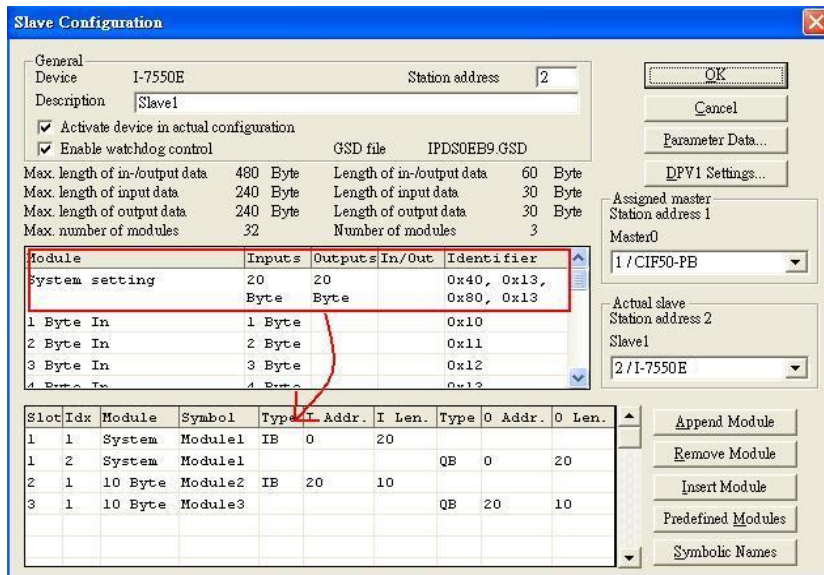 Slave Configuration
General
Device I-7550E Station address 2
Description Slave1
Activate device in actual configuration
Enable watchdog control GSD file IPDS0EB9.GSD
Max. length of in-/output data 480 Byte Length of in-/output data 60 Byte
Max. length of input data 240 Byte Length of input data 30 Byte
Max. length of output data 240 Byte Length of output data 30 Byte
Max. number of modules 32 Number of modules 3
OK
Cancel
Parameter Data...
DPV1 Settings...
Assigned master
Station address 1
Master0
1 / CIF50-PB
Actual slave
Station address 2
Slave1
2 / I-7550E
Module Inputs Outputs In/Out Identifier
System setting 20 20 0x40, 0x13,
Byte Byte 0x80, 0x13
1 Byte In 1 Byte 0x10
2 Byte In 2 Byte 0x11
3 Byte In 3 Byte 0x12
4 Byte In 4 Byte 0x13
Slot Idx Module Symbol Type I Addr. I Len. Type O Addr. O Len.
1 1 System Module1 IB 0 20
1 2 System Module1 QB 0 20
2 1 10 Byte Module2 IB 20 10
3 1 10 Byte Module3 QB 20 10
Append Module
Remove Module
Insert Module
Predefined Modules
Symbolic Names